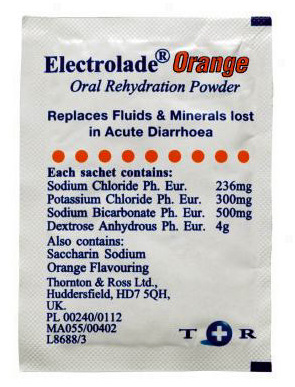 Electrolade® Orange
Oral Rehydration Powder
Replaces Fluids & Minerals lost
in Acute Diarrhoea
Each sachet contains:
Sodium Chloride Ph. Eur. 236mg
Potassium Chloride Ph. Eur. 300mg
Sodium Bicarbonate Ph. Eur. 500mg
Dextrose Anhydrous Ph. Eur. 4g
Also contains:
Saccharin Sodium
Orange Flavouring
Thornton & Ross Ltd.,
Huddersfield, HD7 5QH,
UK.
PL 00240/0112
MA055/00402
L8688/3
T R